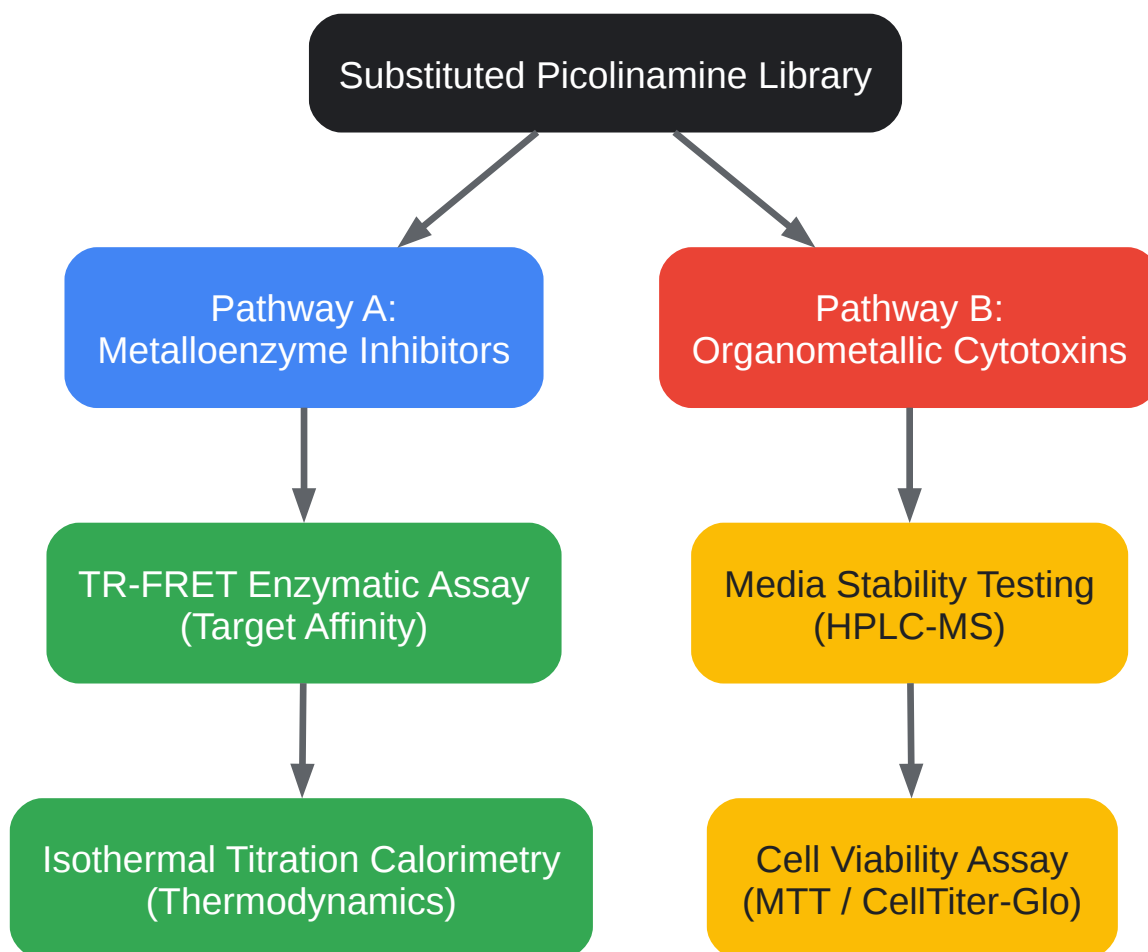 Substituted Picolinamine Library
Pathway A:
Metalloenzyme Inhibitors
Pathway B:
Organometallic Cytotoxins
TR-FRET Enzymatic Assay
(Target Affinity)
Media Stability Testing
(HPLC-MS)
Isothermal Titration Calorimetry
(Thermodynamics)
Cell Viability Assay
(MTT / CellTiter-Glo)